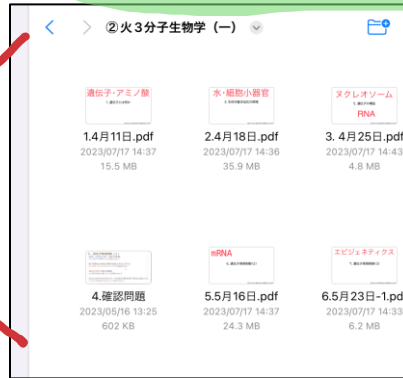 ②火3分子生物学（一）
遺伝子・アミノ酸
水・細胞小器官
ヌクレオソーム
RNA
1.4月11日.pdf
2.4月18日.pdf
3. 4月25日.pdf
2023/07/17 14:37
2023/07/17 14:36
2023/07/17 14:43
15.5 MB
35.9 MB
4.8 MB
mRNA
エピジェネティクス
4.確認問題
5.5月16日.pdf
6.5月23日-1.pdf
2023/05/16 13:25
2023/07/17 14:37
2023/07/17 14:33
602 KB
24.3 MB
6.2 MB